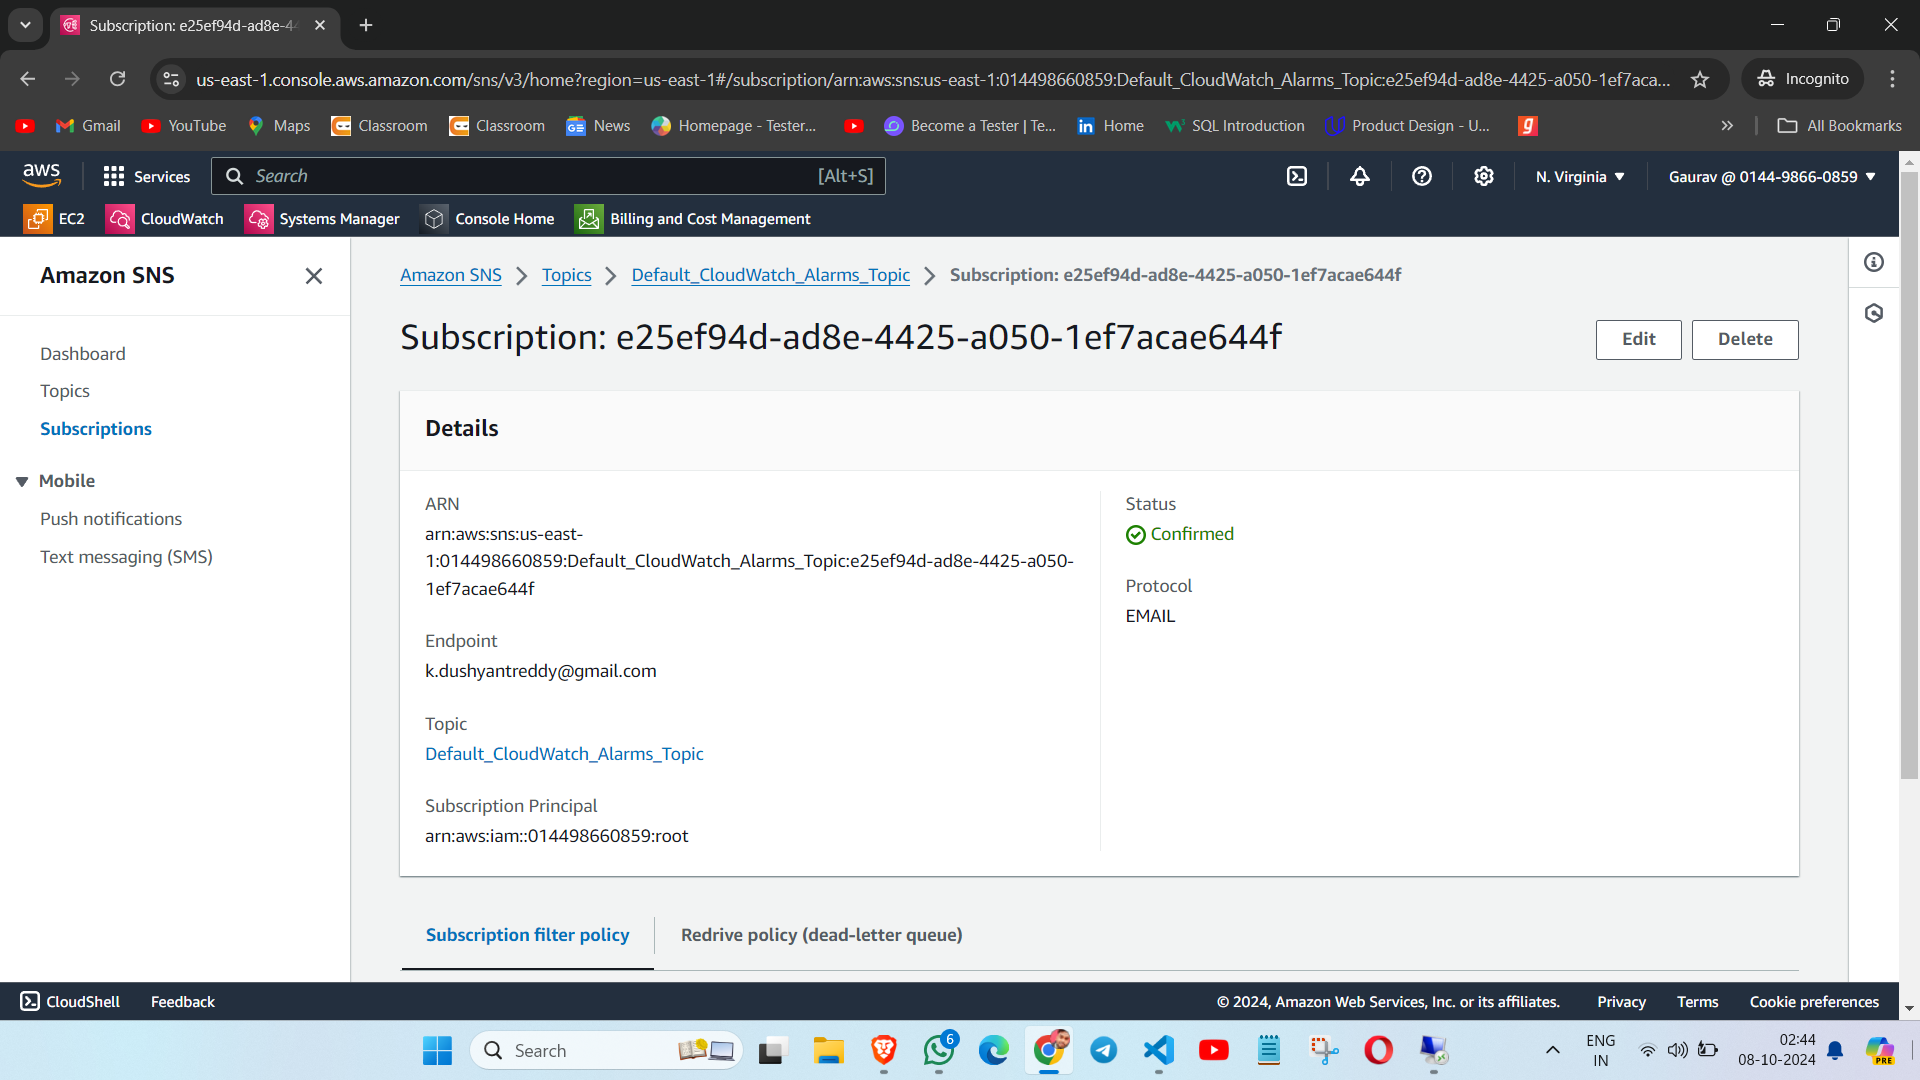 Subscription: e25ef94d-ad8e-44
us-east-1.console.aws.amazon.com/sns/v3/home?region=us-east-1#/subscription/arn:aws:sns:us-east-1:014498660859:Default_CloudWatch_Alarms_Topic:e25ef94d-ad8e-4425-a050-1ef7aca...
Incognito
Gmail YouTube Maps Classroom Classroom News Homepage - Tester... Become a Tester | Te... Home SQL Introduction Product Design - U... All Bookmarks
aws Services Search [Alt+S] N. Virginia Gaurav @ 0144-9866-0859
EC2 CloudWatch Systems Manager Console Home Billing and Cost Management
Amazon SNS
Dashboard
Topics
Subscriptions
Mobile
Push notifications
Text messaging (SMS)
Amazon SNS > Topics > Default_CloudWatch_Alarms_Topic > Subscription: e25ef94d-ad8e-4425-a050-1ef7acae644f
Subscription: e25ef94d-ad8e-4425-a050-1ef7acae644f
Edit Delete
Details
ARN
arn:aws:sns:us-east-
1:014498660859:Default_CloudWatch_Alarms_Topic:e25ef94d-ad8e-4425-a050-
1ef7acae644f
Endpoint
k.dushyantreddy@gmail.com
Topic
Default_CloudWatch_Alarms_Topic
Subscription Principal
arn:aws:iam::014498660859:root
Status
Confirmed
Protocol
EMAIL
Subscription filter policy Redrive policy (dead-letter queue)
CloudShell Feedback © 2024, Amazon Web Services, Inc. or its affiliates. Privacy Terms Cookie preferences
Search
6
ENG
IN
02:44
08-10-2024
PRE